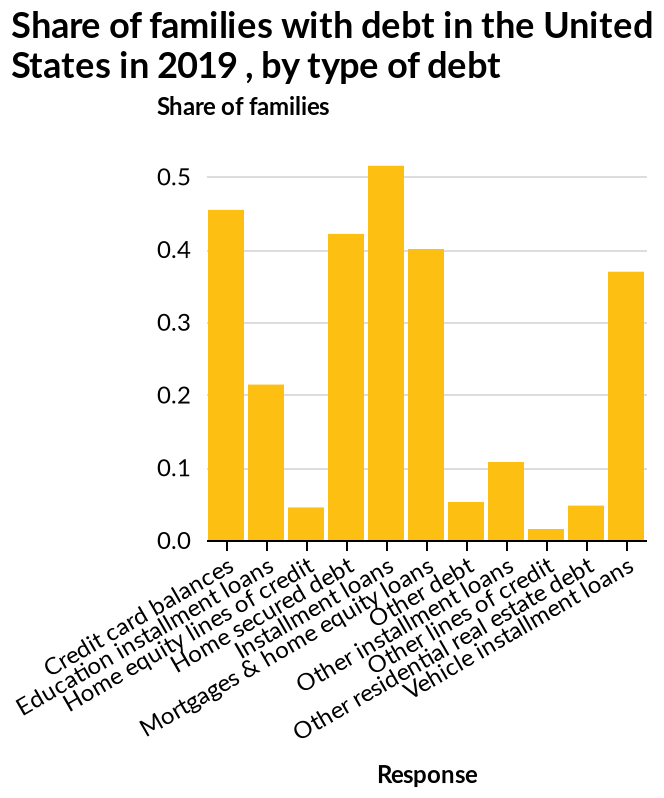 Share of families with debt in the United
States in 2019 , by type of debt
Share of families
0.5
0.4
0.3
0.2
0.1
0.0
Credit card balances
Education installment loans
Home equity lines of credit
Home secured debt
Installment loans
Mortgages & home equity loans
Other debt
Other installment loans
Other lines of credit
Other residential real estate debt
Vehicle installment loans
Response